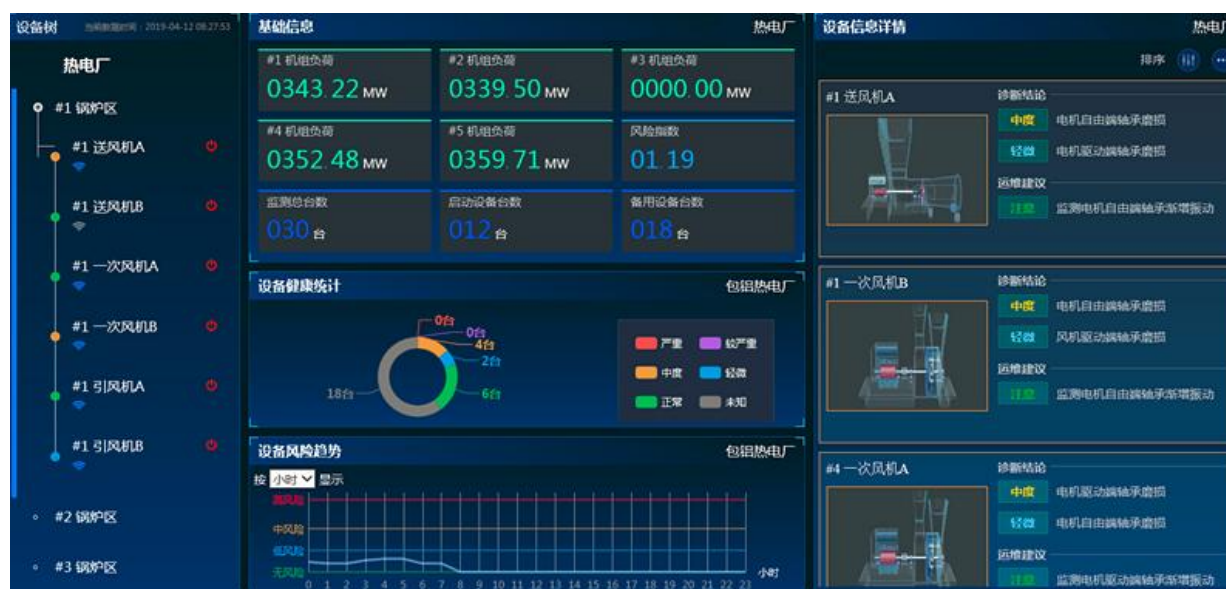 设备树 当前数据时间：2019-04-12 08:27:53
热电厂
#1 锅炉区
#1 送风机A
#1 送风机B
#1 一次风机A
#1 一次风机B
#1 引风机A
#1 引风机B
#2 锅炉区
#3 锅炉区
基础信息 热电厂
#1 机组负荷 #2 机组负荷 #3 机组负荷
0343.22 MW 0339.50 MW 0000.00 MW
#4 机组负荷 #5 机组负荷 风险指数
0352.48 MW 0359.71 MW 01.19
监测总台数 启动设备台数 备用设备台数
030 台 012 台 018 台
设备健康统计 包铝热电厂
0台
0台
4台
2台
18台 6台
严重 较严重
中度 轻微
正常 未知
设备风险趋势 包铝热电厂
按 小时 显示
高风险
中风险
低风险
无风险
小时
0 1 2 3 4 5 6 7 8 9 10 11 12 13 14 15 16 17 18 19 20 21 22 23
设备信息详情 热电厂
排序
#1 送风机A 诊断结论
中度 电机自由端轴承磨损
轻微 电机驱动端轴承磨损
运维建议
注意 监测电机自由端轴承渐增振动
#1 一次风机B 诊断结论
中度 电机自由端轴承磨损
轻微 风机驱动端轴承磨损
运维建议
注意 监测电机自由端轴承渐增振动
#4 一次风机A 诊断结论
中度 电机驱动端轴承磨损
轻微 电机自由端轴承磨损
运维建议
注意 监测电机驱动端轴承渐增振动